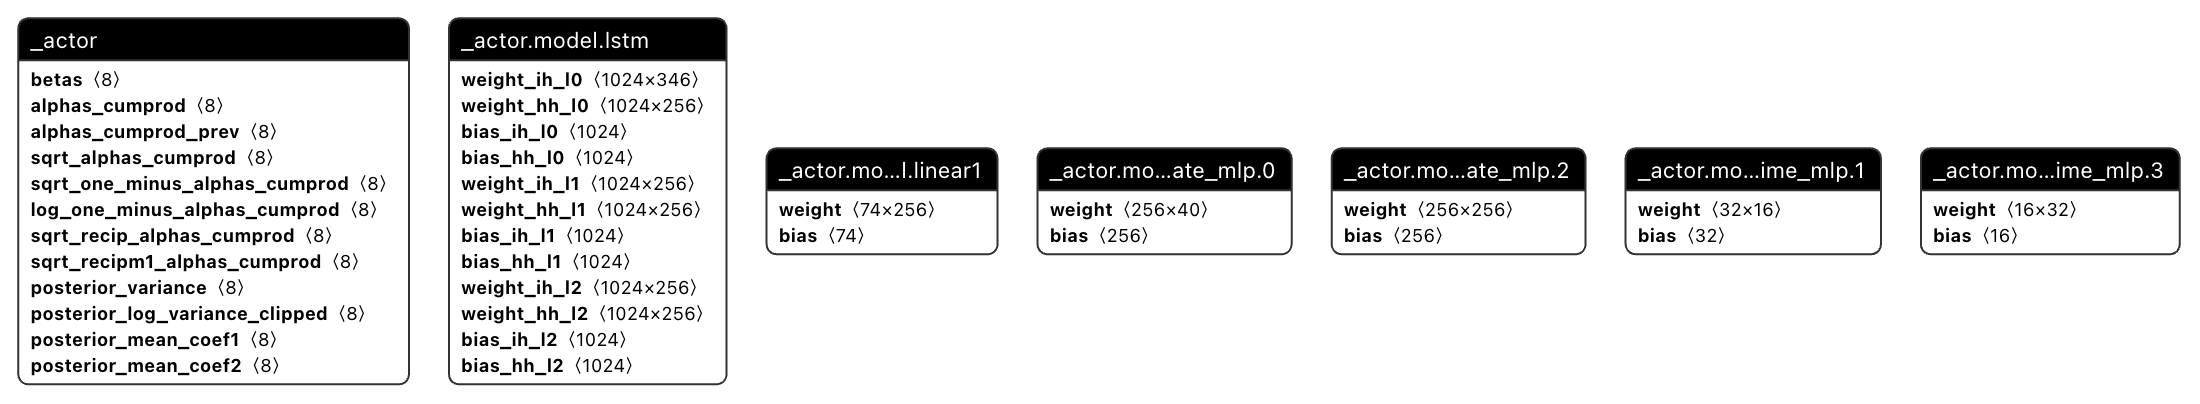 _actor
betas ⟨8⟩
alphas_cumprod ⟨8⟩
alphas_cumprod_prev ⟨8⟩
sqrt_alphas_cumprod ⟨8⟩
sqrt_one_minus_alphas_cumprod ⟨8⟩
log_one_minus_alphas_cumprod ⟨8⟩
sqrt_recip_alphas_cumprod ⟨8⟩
sqrt_recipm1_alphas_cumprod ⟨8⟩
posterior_variance ⟨8⟩
posterior_log_variance_clipped ⟨8⟩
posterior_mean_coef1 ⟨8⟩
posterior_mean_coef2 ⟨8⟩
_actor.model.lstm
weight_ih_l0 ⟨1024×346⟩
weight_hh_l0 ⟨1024×256⟩
bias_ih_l0 ⟨1024⟩
bias_hh_l0 ⟨1024⟩
weight_ih_l1 ⟨1024×256⟩
weight_hh_l1 ⟨1024×256⟩
bias_ih_l1 ⟨1024⟩
bias_hh_l1 ⟨1024⟩
weight_ih_l2 ⟨1024×256⟩
weight_hh_l2 ⟨1024×256⟩
bias_ih_l2 ⟨1024⟩
bias_hh_l2 ⟨1024⟩
_actor.mo...l.linear1
weight ⟨74×256⟩
bias ⟨74⟩
_actor.mo...ate_mlp.0
weight ⟨256×40⟩
bias ⟨256⟩
_actor.mo...ate_mlp.2
weight ⟨256×256⟩
bias ⟨256⟩
_actor.mo...ime_mlp.1
weight ⟨32×16⟩
bias ⟨32⟩
_actor.mo...ime_mlp.3
weight ⟨16×32⟩
bias ⟨16⟩